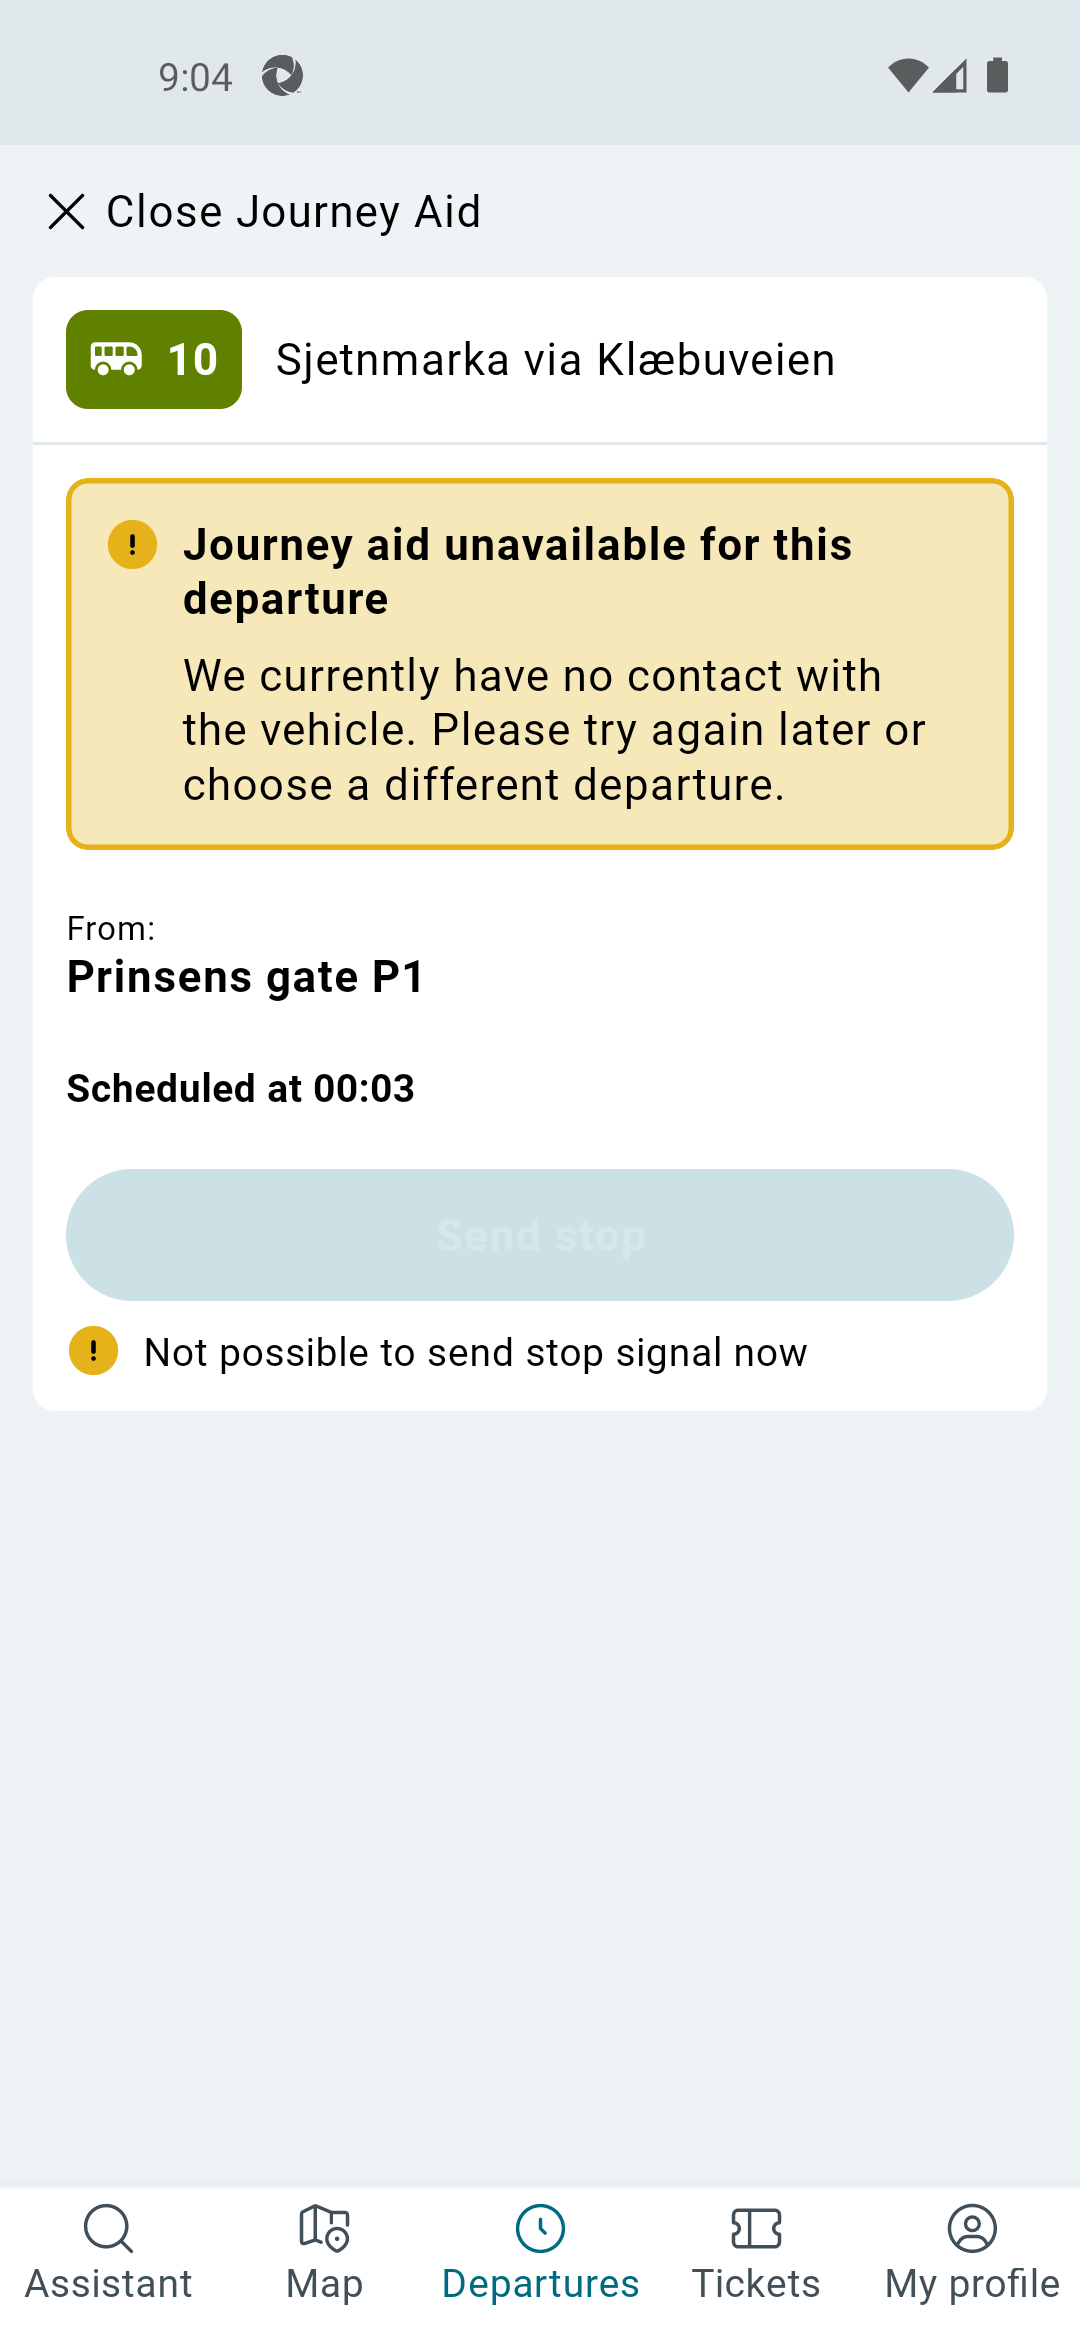 9:04
Close Journey Aid
10 Sjetnmarka via Klæbuveien
Journey aid unavailable for this
departure
We currently have no contact with
the vehicle. Please try again later or
choose a different departure.
From:
Prinsens gate P1
Scheduled at 00:03
Send stop
Not possible to send stop signal now
Assistant Map Departures Tickets My profile